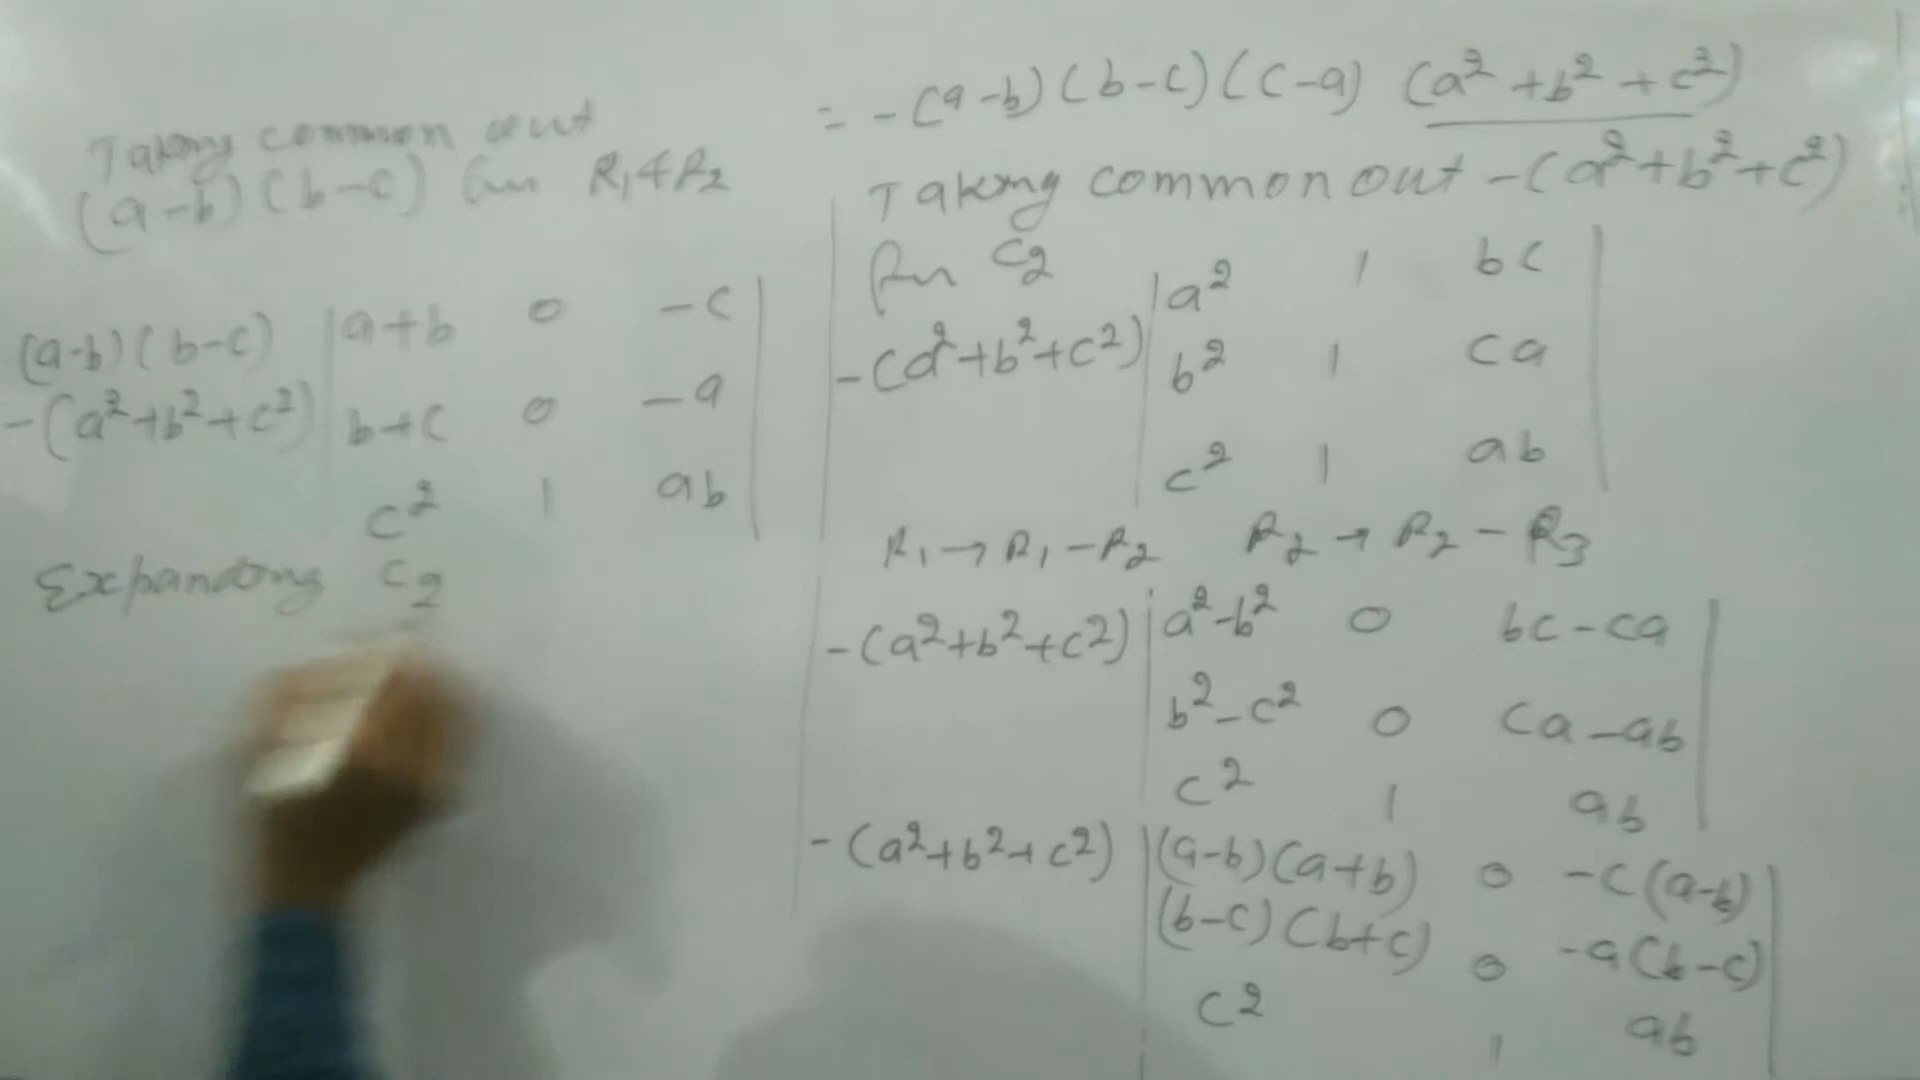 Taking common out
(a-b)(b-c) from R₁ & R₂
(a-b)(b-c) | a+b 0 -c |
-(a²+b²+c²) | b+c 0 -a |
c² 1 ab
Expanding C₂
= -(a-b)(b-c)(c-a) (a²+b²+c²)
Taking common out -(a²+b²+c²)
from C₂
| a² 1 bc |
-(a²+b²+c²) | b² 1 ca |
c² 1 ab
R₁→R₁-R₂ R₂→R₂-R₃
-(a²+b²+c²) | a²-b² 0 bc-ca |
b²-c² 0 ca-ab
c² 1 ab
-(a²+b²+c²) | (a-b)(a+b) 0 -c(a-b) |
(b-c)(b+c) 0 -a(b-c)
c² 1 ab